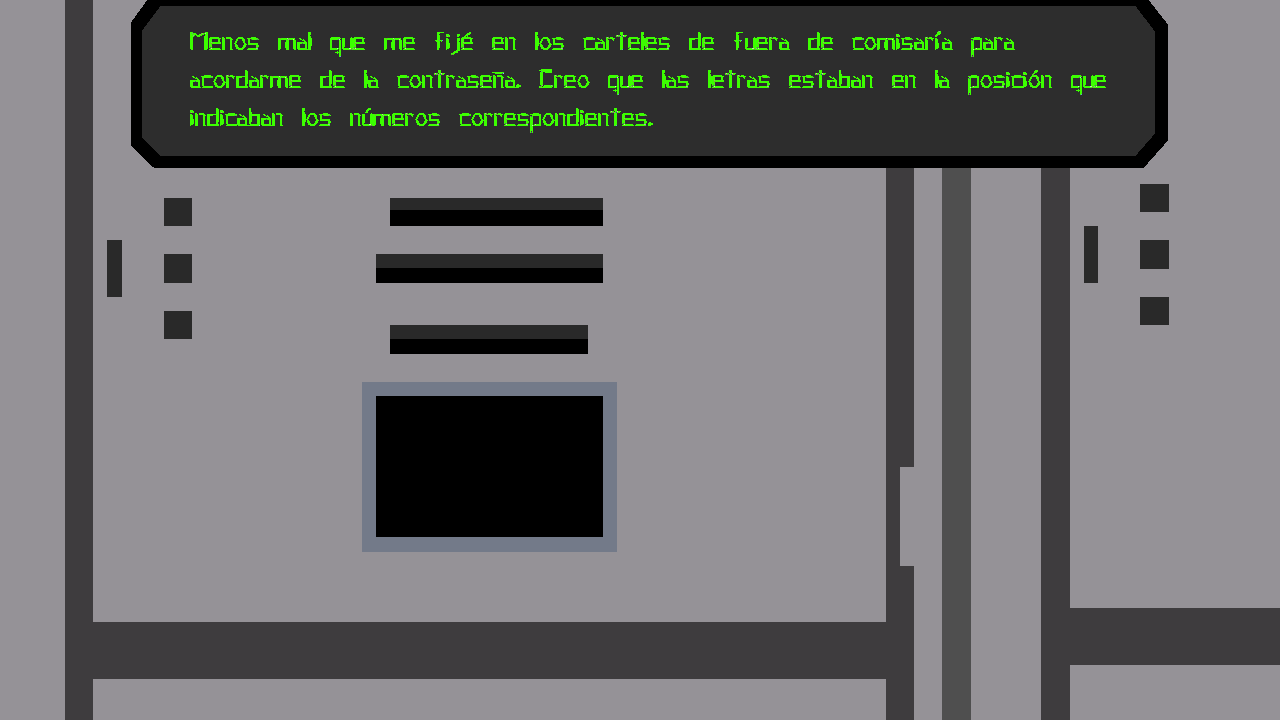 Menos mal que me fijé en los carteles de fuera de comisaría para
acordarme de la contraseña. Creo que las letras estaban en la posición que
indicaban los números correspondientes.